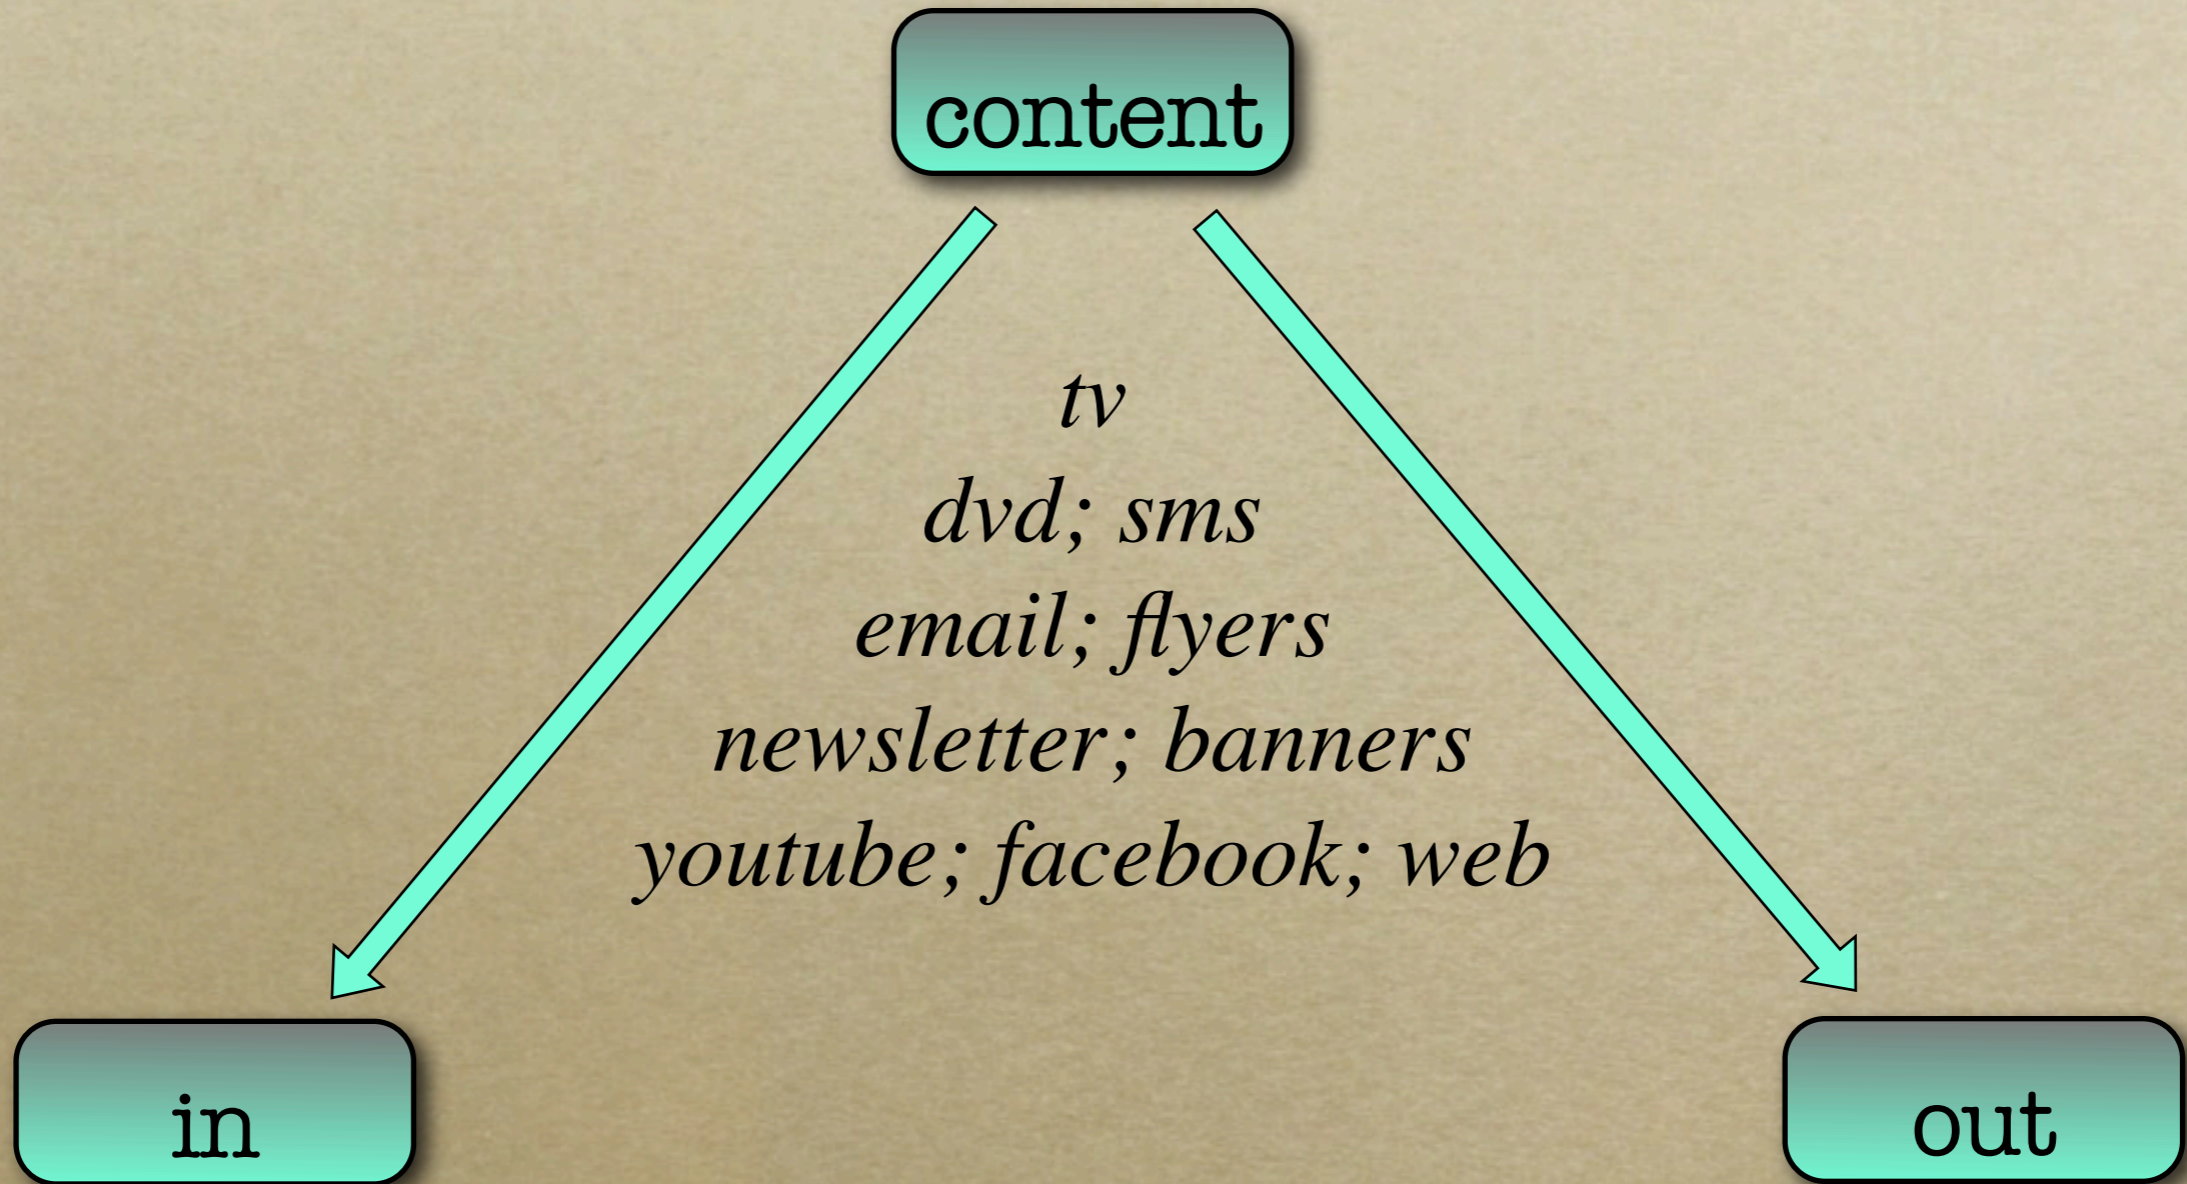 content
tv
dvd; sms
email; flyers
newsletter; banners
youtube; facebook; web
in
out